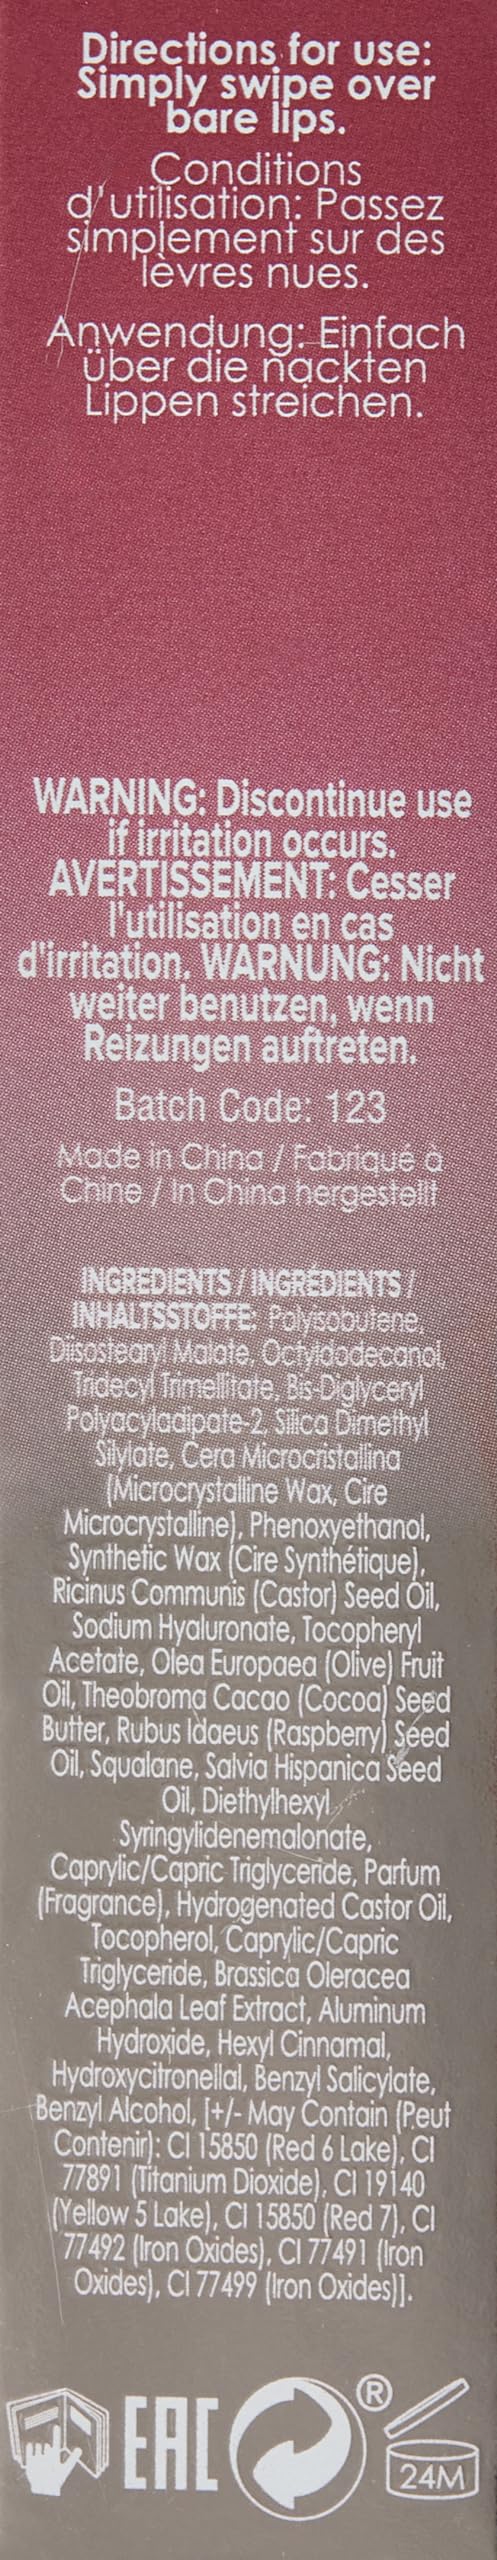 Directions for use:
Simply swipe over
bare lips.
Conditions
d'utilisation: Passez
simplement sur des
lèvres nues.
Anwendung: Einfach
über die nackten
Lippen streichen.
WARNING: Discontinue use
if irritation occurs.
AVERTISSEMENT: Cesser
l'utilisation en cas
d'irritation. WARNUNG: Nicht
weiter benutzen, wenn
Reizungen auftreten.
Batch Code: 123
Made in China / Fabriqué à
Chine / In China hergestellt
INGREDIENTS / INGRÉDIENTS /
INHALTSSTOFFE: Polyisobutene,
Diisostearyl Malate, Octyldodecanol,
Tridecyl Trimellitate, Bis-Diglyceryl
Polyacyladipate-2, Silica Dimethyl
Silylate, Cera Microcristallina
(Microcrystalline Wax, Cire
Microcrystalline), Phenoxyethanol,
Synthetic Wax (Cire Synthétique),
Ricinus Communis (Castor) Seed Oil,
Sodium Hyaluronate, Tocopheryl
Acetate, Olea Europaea (Olive) Fruit
Oil, Theobroma Cacao (Cocoa) Seed
Butter, Rubus Idaeus (Raspberry) Seed
Oil, Squalane, Salvia Hispanica Seed
Oil, Diethylhexyl
Syringylidenemalonate,
Caprylic/Capric Triglyceride, Parfum
(Fragrance), Hydrogenated Castor Oil,
Tocopherol, Caprylic/Capric
Triglyceride, Brassica Oleracea
Acephala Leaf Extract, Aluminum
Hydroxide, Hexyl Cinnamal,
Hydroxycitronellal, Benzyl Salicylate,
Benzyl Alcohol, [+/- May Contain (Peut
Contenir): CI 15850 (Red 6 Lake), CI
77891 (Titanium Dioxide), CI 19140
(Yellow 5 Lake), CI 15850 (Red 7), CI
77492 (Iron Oxides), CI 77491 (Iron
Oxides), CI 77499 (Iron Oxides)].
EAC ® 24M